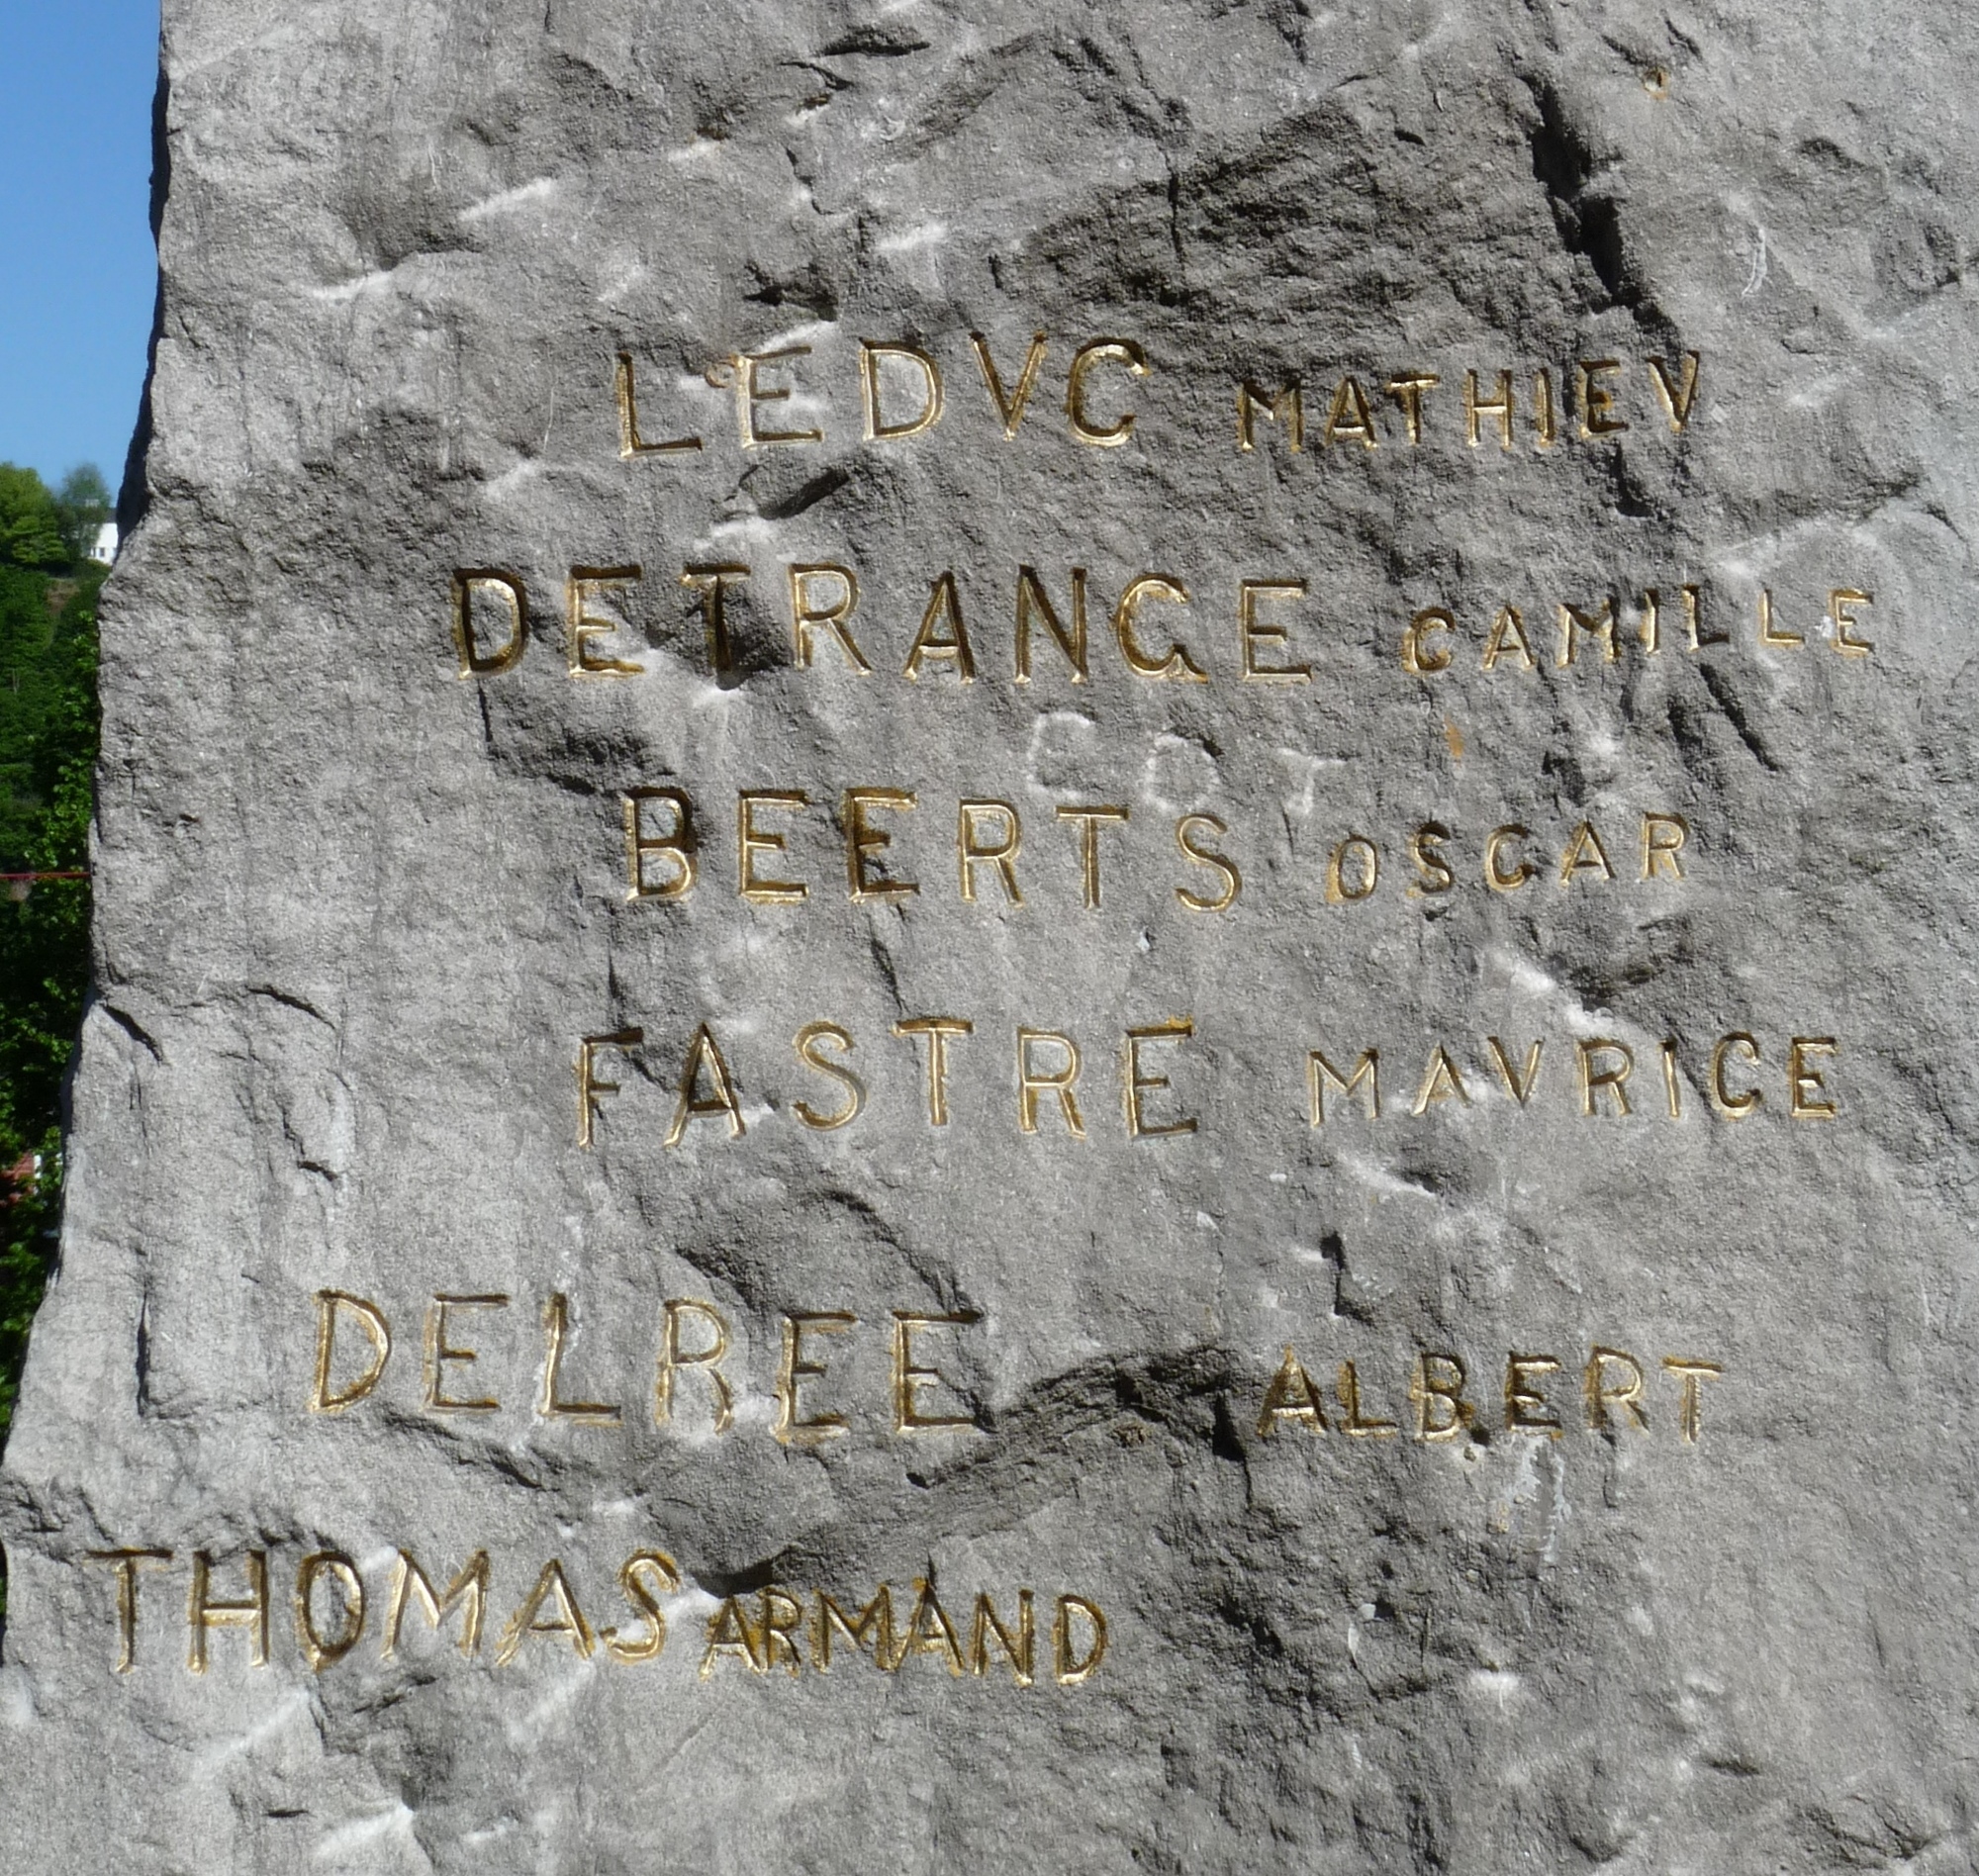 LEDVC MATHIEV
DETRANGE CAMILLE
BEERTS OSCAR
FASTRE MAVRICE
DELREE ALBERT
THOMAS ARMAND